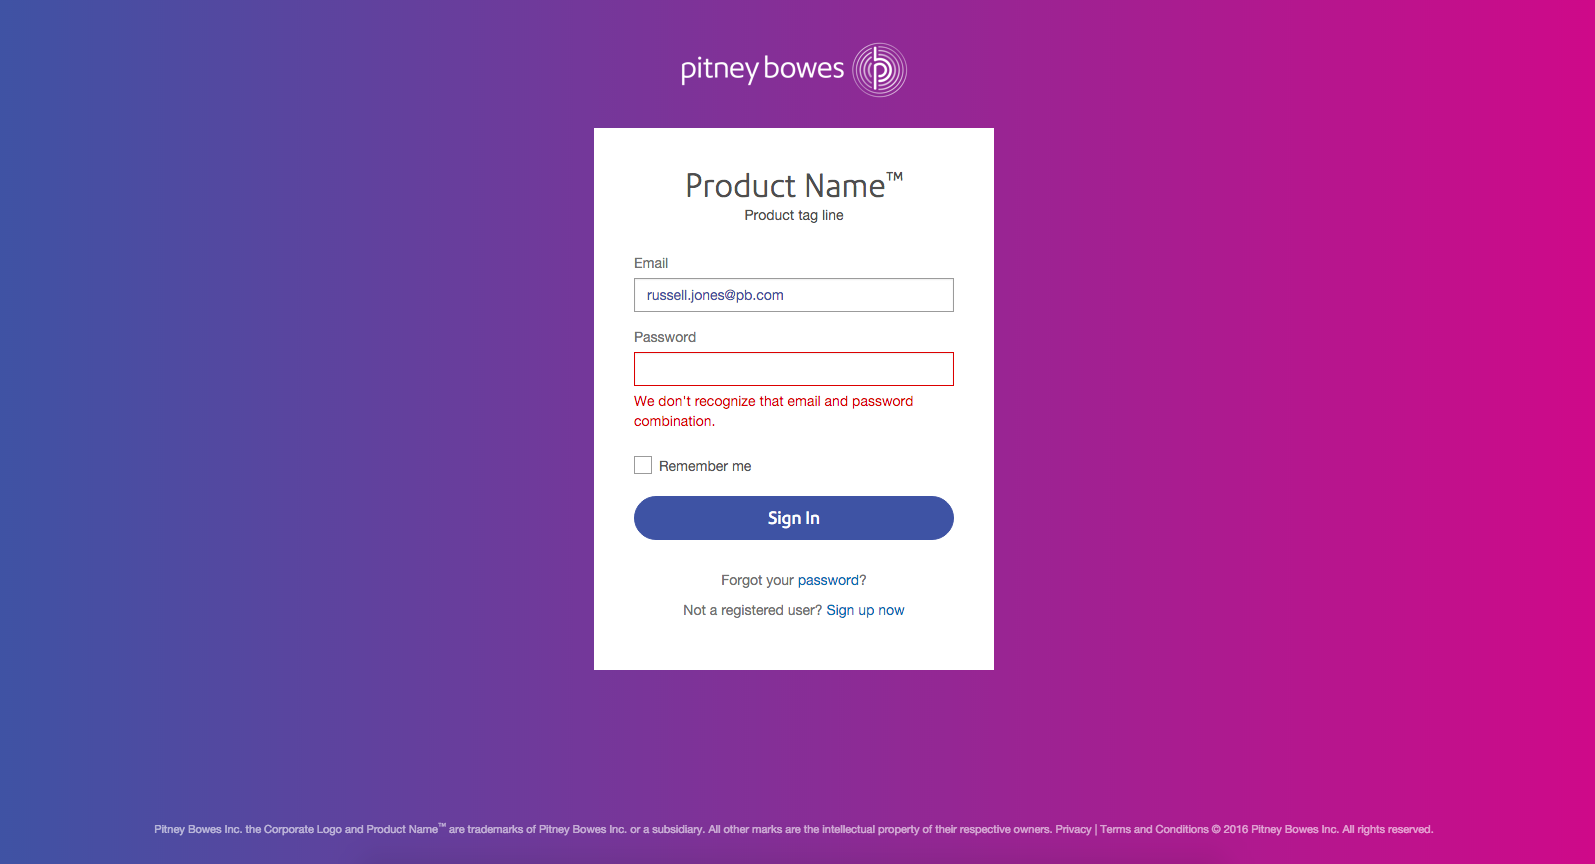 pitney bowes
Product Name™
Product tag line
Email
russell.jones@pb.com
Password
We don't recognize that email and password
combination.
Remember me
Sign In
Forgot your password?
Not a registered user? Sign up now
Pitney Bowes Inc. the Corporate Logo and Product Name™ are trademarks of Pitney Bowes Inc. or a subsidiary. All other marks are the intellectual property of their respective owners. Privacy | Terms and Conditions © 2016 Pitney Bowes Inc. All rights reserved.